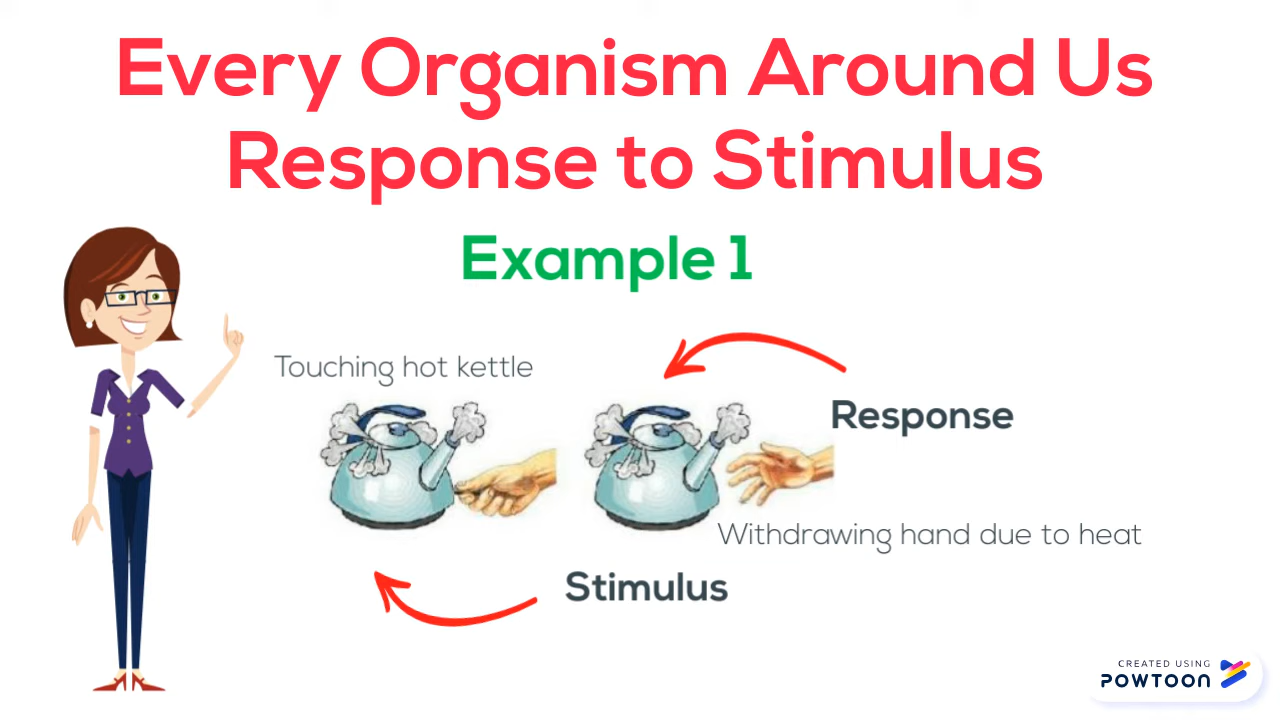 Every Organism Around Us
Response to Stimulus
Example 1
Touching hot kettle
Response
Withdrawing hand due to heat
Stimulus
CREATED USING
POWTOON